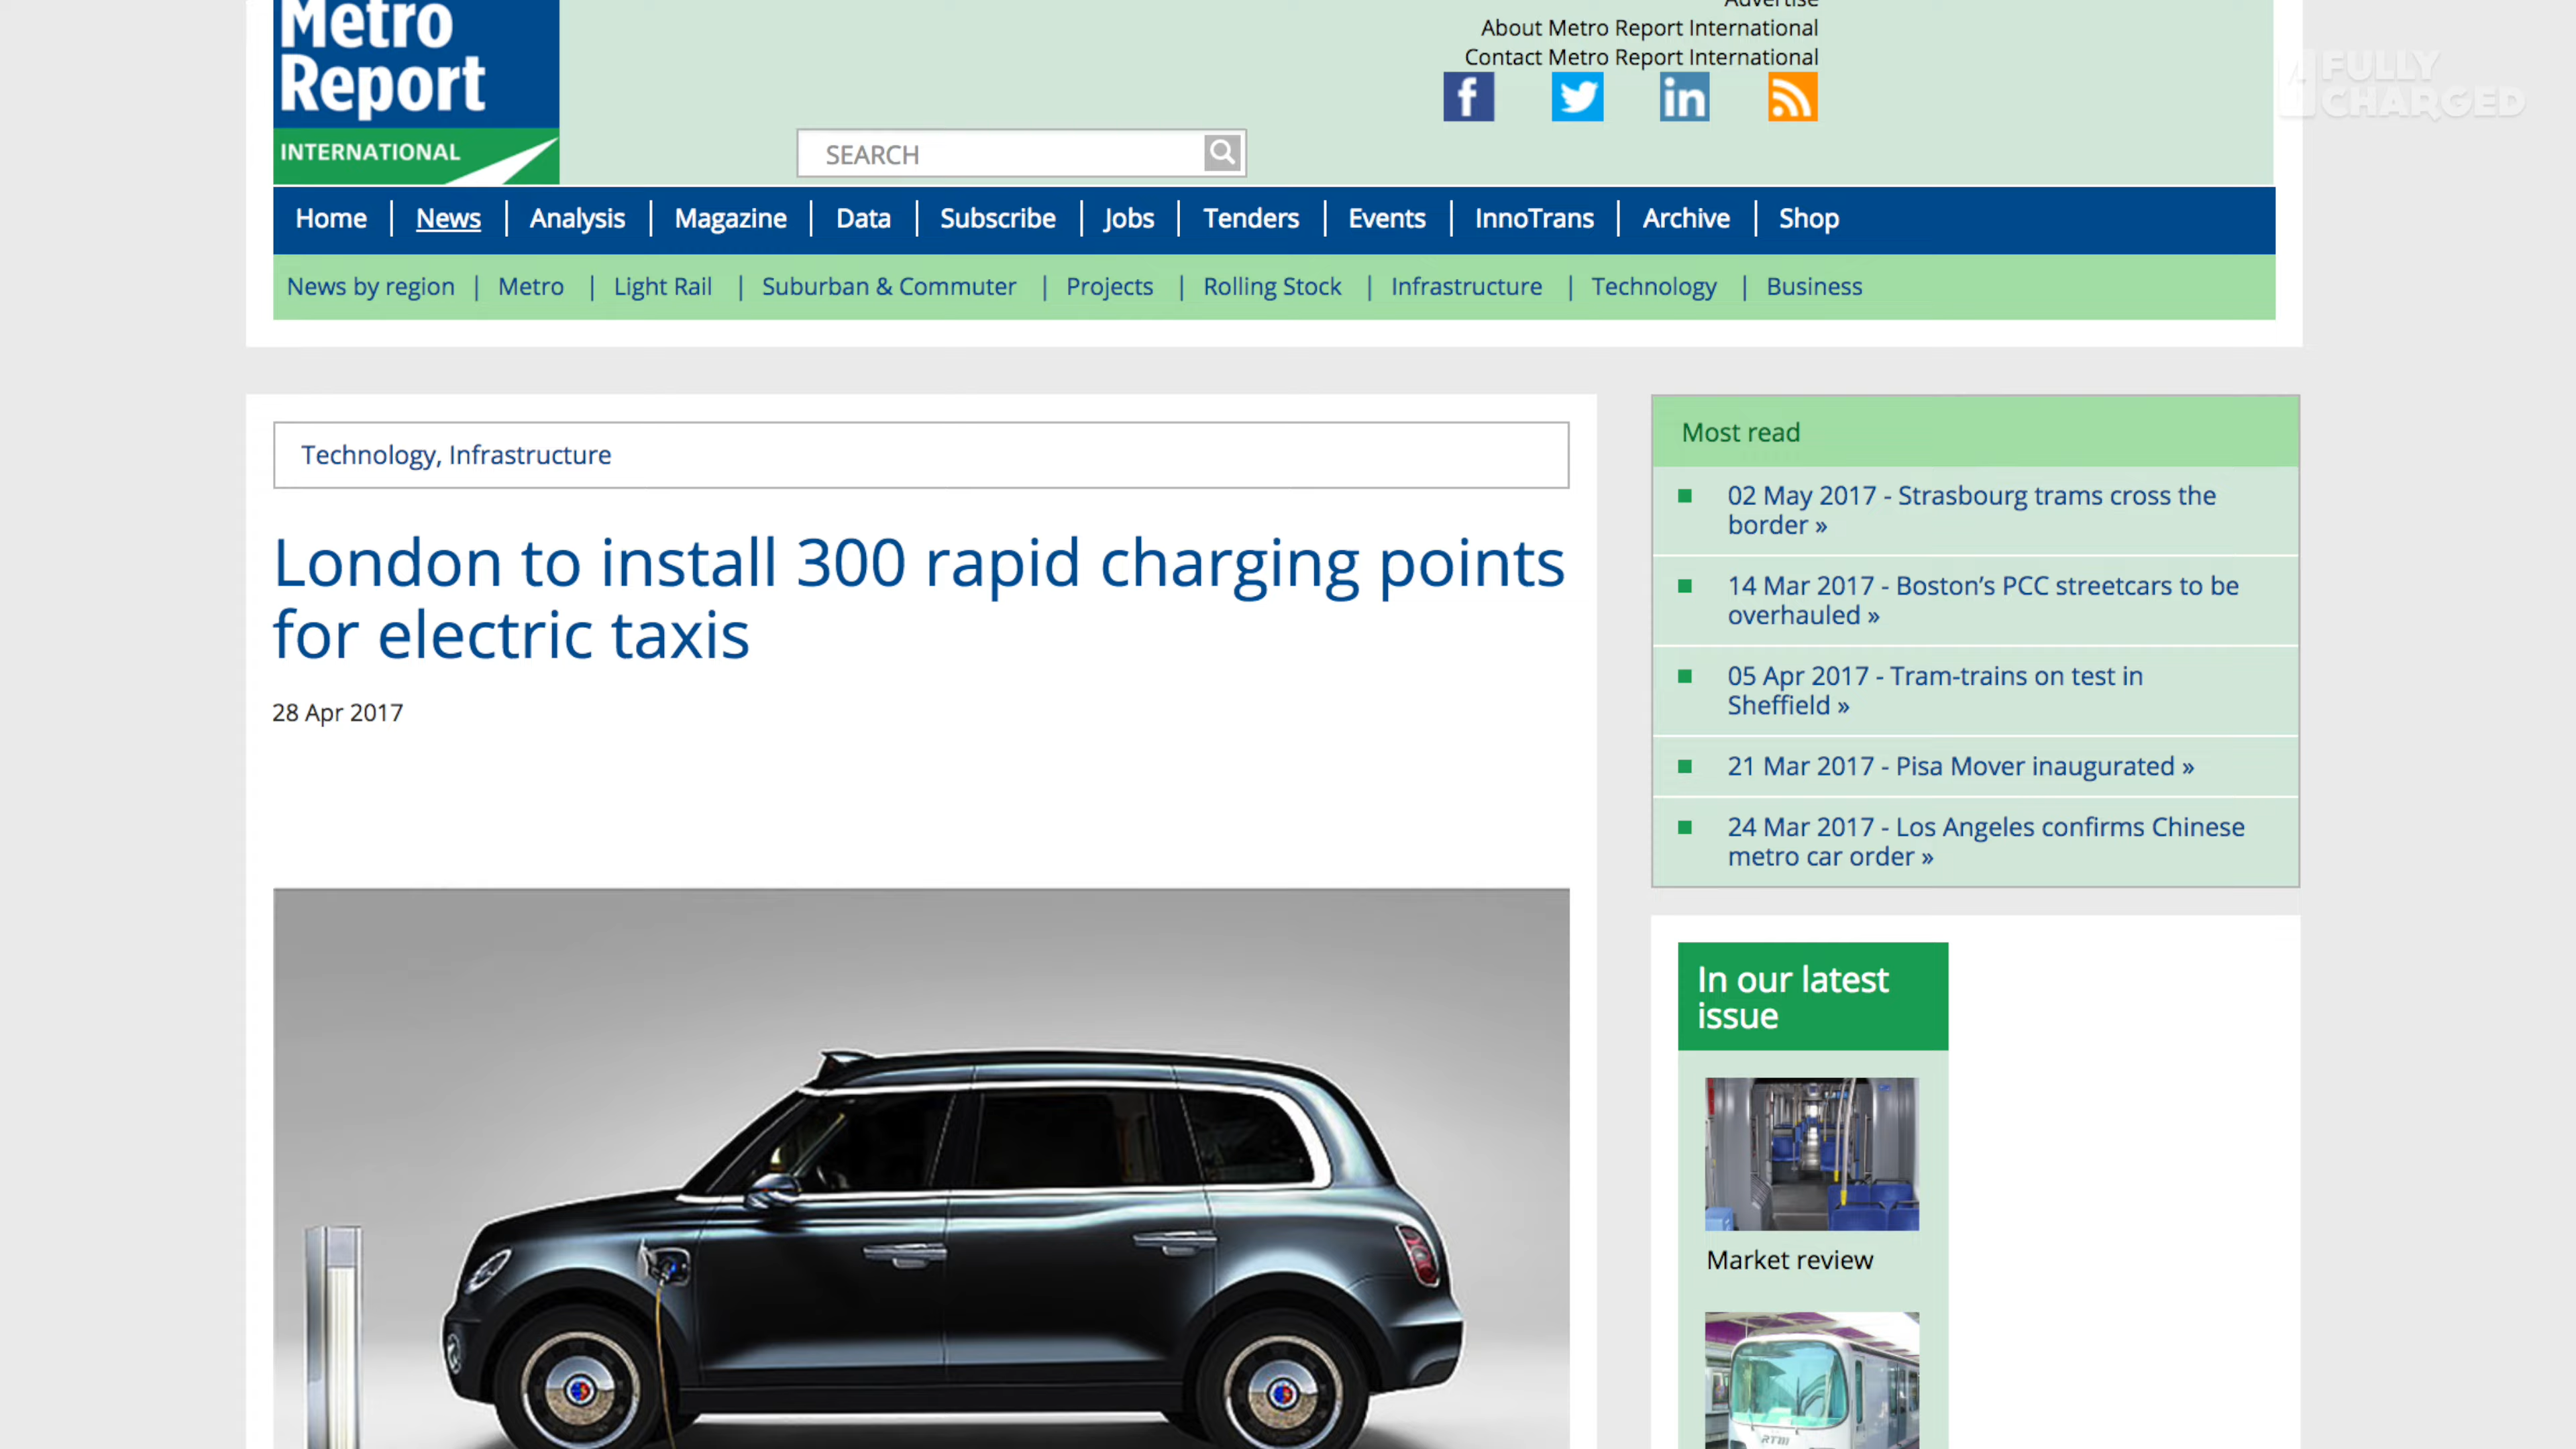 Metro
Report
INTERNATIONAL
Advertise
About Metro Report International
Contact Metro Report International
SEARCH
FULLY
CHARGED
Home | News | Analysis | Magazine | Data | Subscribe | Jobs | Tenders | Events | InnoTrans | Archive | Shop
News by region | Metro | Light Rail | Suburban & Commuter | Projects | Rolling Stock | Infrastructure | Technology | Business
Technology, Infrastructure
London to install 300 rapid charging points
for electric taxis
28 Apr 2017
Most read
02 May 2017 - Strasbourg trams cross the
border »
14 Mar 2017 - Boston’s PCC streetcars to be
overhauled »
05 Apr 2017 - Tram-trains on test in
Sheffield »
21 Mar 2017 - Pisa Mover inaugurated »
24 Mar 2017 - Los Angeles confirms Chinese
metro car order »
In our latest
issue
Market review
RTM